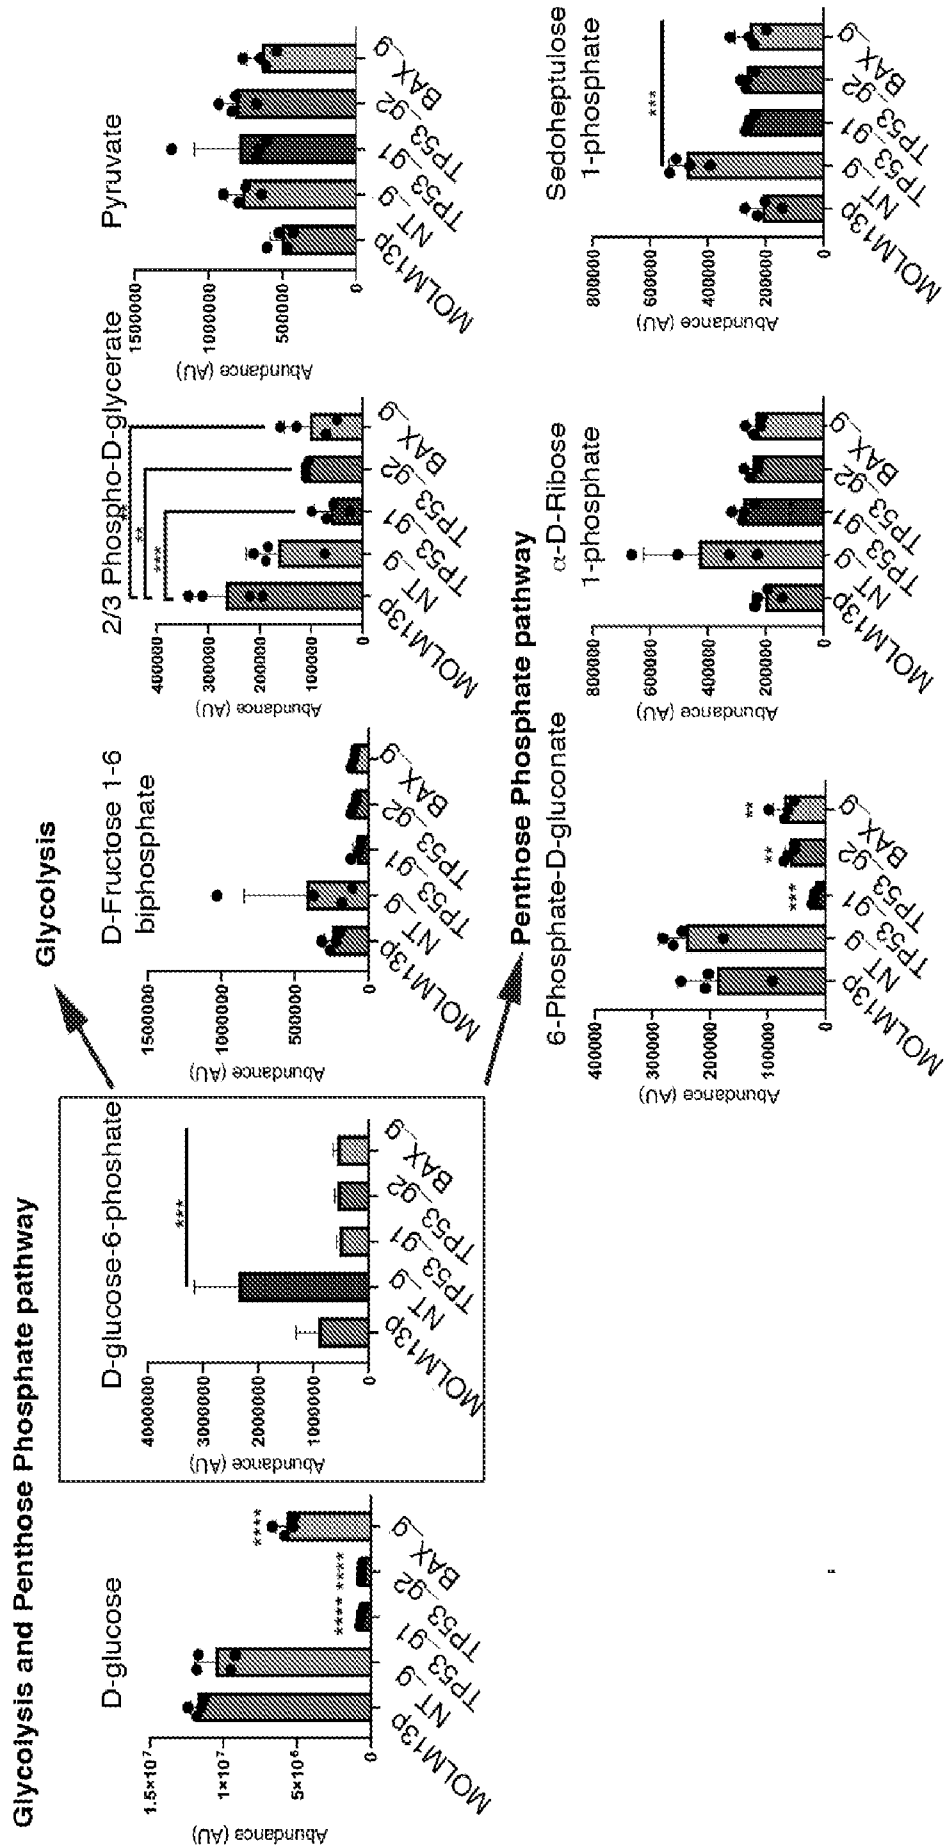 Glycolysis and Penthose Phosphate pathway
Glycolysis
D-glucose
Abundance (AU)
1.5×10⁷
1×10⁷
5×10⁶
0
**** **** ****
MOLM13p
NT_g
TP53_g1
TP53_g2
BAX_g
D-glucose-6-phoshate
Abundance (AU)
4000000
3000000
2000000
1000000
0
***
MOLM13p
NT_g
TP53_g1
TP53_g2
BAX_g
D-Fructose 1-6
biphosphate
Abundance (AU)
1500000
1000000
500000
0
MOLM13p
NT_g
TP53_g1
TP53_g2
BAX_g
2/3 Phospho-D-glycerate
Abundance (AU)
400000
300000
200000
100000
0
**
***
MOLM13p
NT_g
TP53_g1
TP53_g2
BAX_g
Pyruvate
Abundance (AU)
1500000
1000000
500000
0
MOLM13p
NT_g
TP53_g1
TP53_g2
BAX_g
Penthose Phosphate pathway
6-Phosphate-D-gluconate
Abundance (AU)
400000
300000
200000
100000
0
*** ** **
MOLM13p
NT_g
TP53_g1
TP53_g2
BAX_g
α-D-Ribose
1-phosphate
Abundance (AU)
800000
600000
400000
200000
0
MOLM13p
NT_g
TP53_g1
TP53_g2
BAX_g
Sedoheptulose
1-phosphate
Abundance (AU)
800000
600000
400000
200000
0
***
MOLM13p
NT_g
TP53_g1
TP53_g2
BAX_g